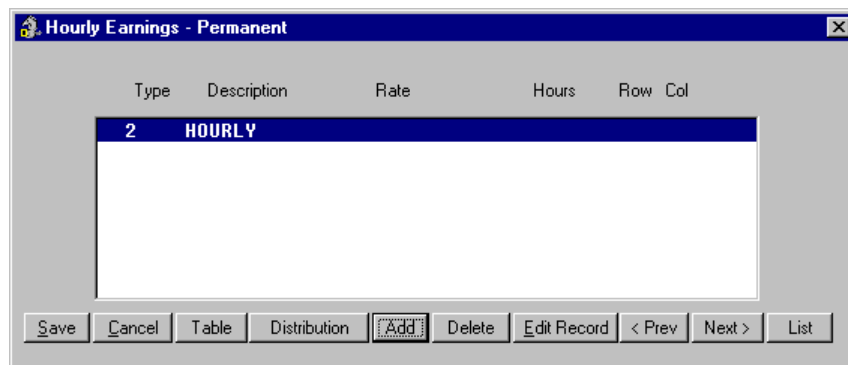 Hourly Earnings - Permanent
Type Description Rate Hours Row Col
2 HOURLY
Save Cancel Table Distribution Add Delete Edit Record < Prev Next > List